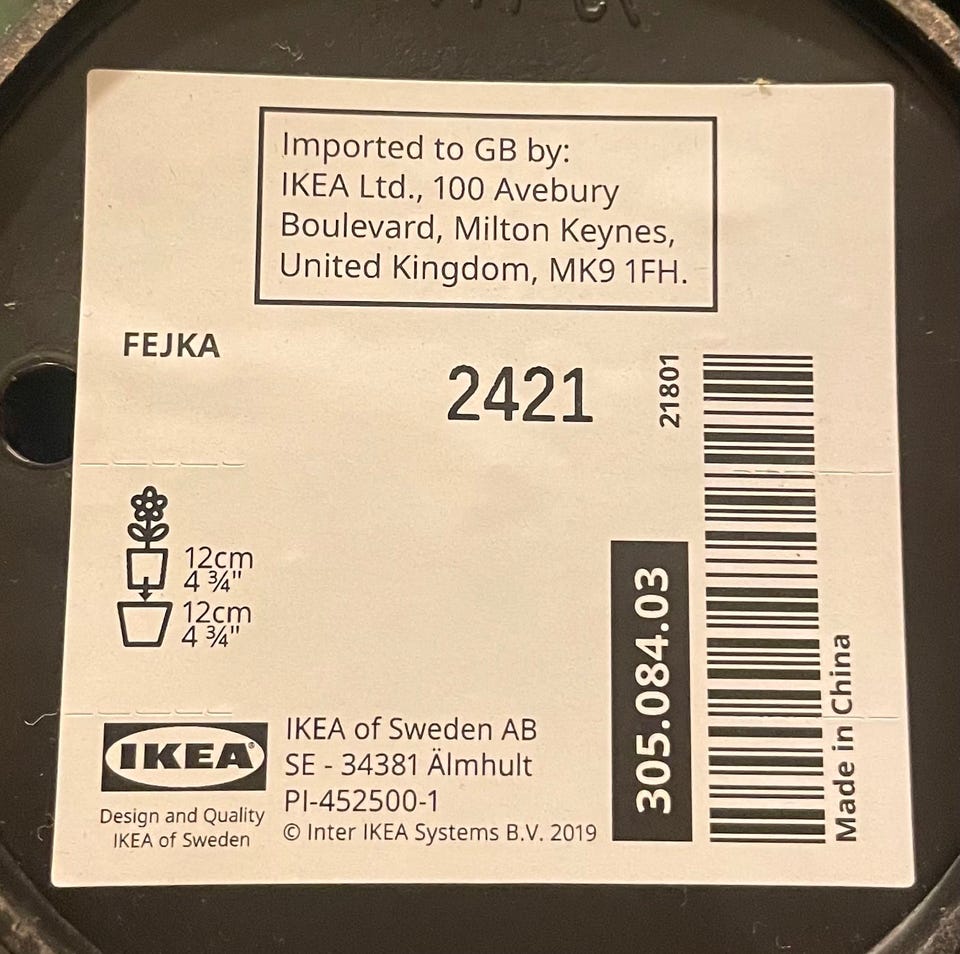 Imported to GB by:
IKEA Ltd., 100 Avebury
Boulevard, Milton Keynes,
United Kingdom, MK9 1FH.
FEJKA
2421
21801
12cm
4 ¾"
12cm
4 ¾"
305.084.03
Made in China
IKEA®
Design and Quality
IKEA of Sweden
IKEA of Sweden AB
SE - 34381 Älmhult
PI-452500-1
© Inter IKEA Systems B.V. 2019